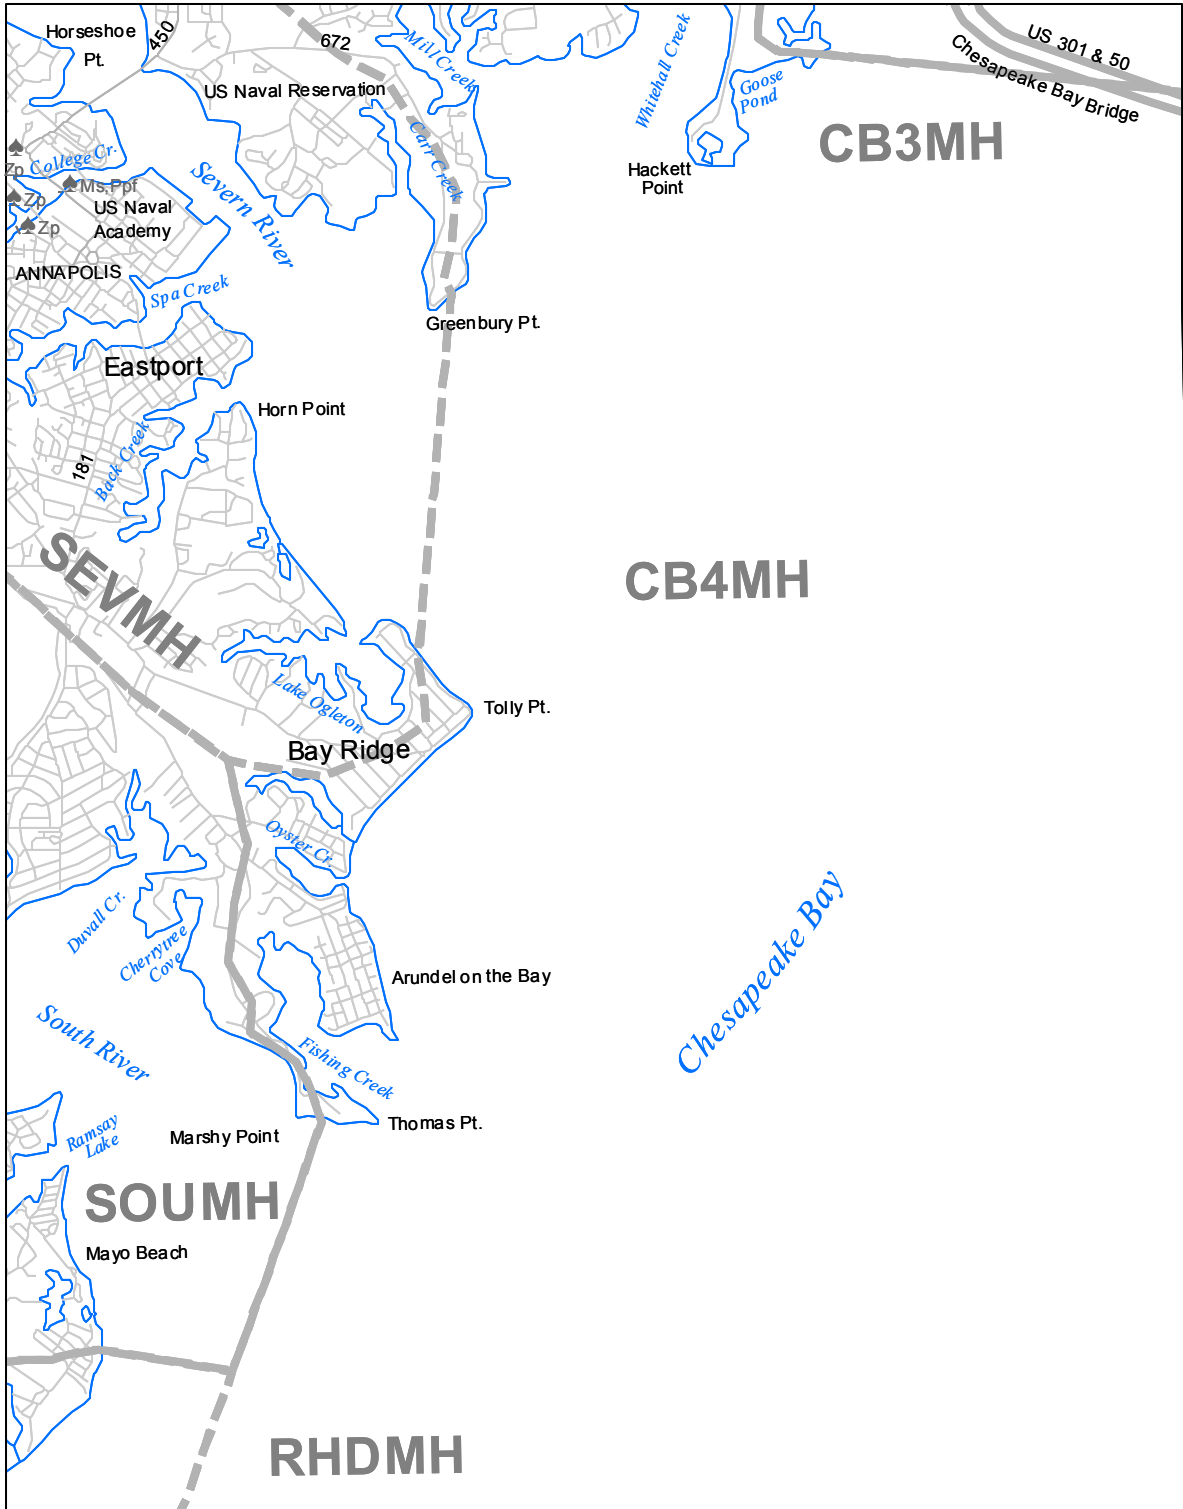 Horseshoe
Pt.
450
672
Mill Creek
US Naval Reservation
Whitehall Creek
Goose
Pond
US 301 & 50
Chesapeake Bay Bridge
CB3MH
Carr Creek
Hackett
Point
College Cr.
Zp
Ms,Ppf
Zp
US Naval
Academy
Zp
Severn River
ANNAPOLIS
Spa Creek
Greenbury Pt.
Eastport
Horn Point
Back Creek
181
SEVMH
CB4MH
Lake Ogleton
Tolly Pt.
Bay Ridge
Oyster Cr.
Duvall Cr.
Cherrytree
Cove
Chesapeake Bay
Arundel on the Bay
South River
Fishing Creek
Ramsay
Lake
Marshy Point
Thomas Pt.
SOUMH
Mayo Beach
RHDMH